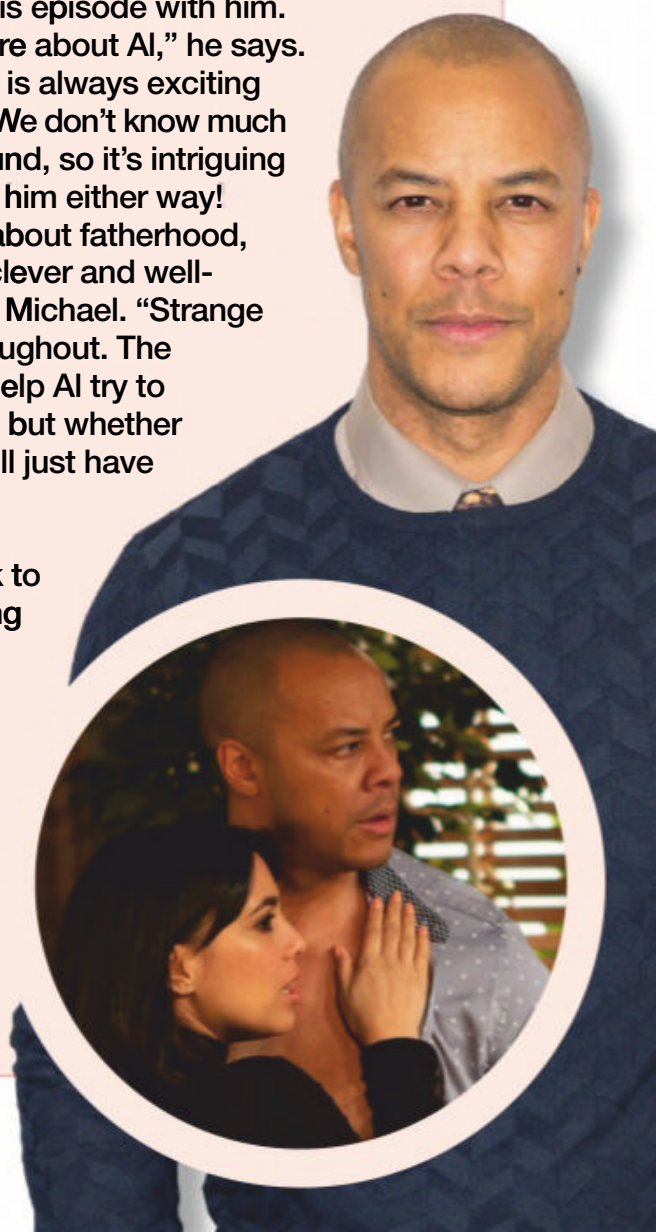 is episode with him.
re about Al,” he says.
is always exciting
We don’t know much
und, so it’s intriguing
him either way!
about fatherhood,
clever and well-
Michael. “Strange
ughout. The
elp Al try to
but whether
ll just have
k to
ng